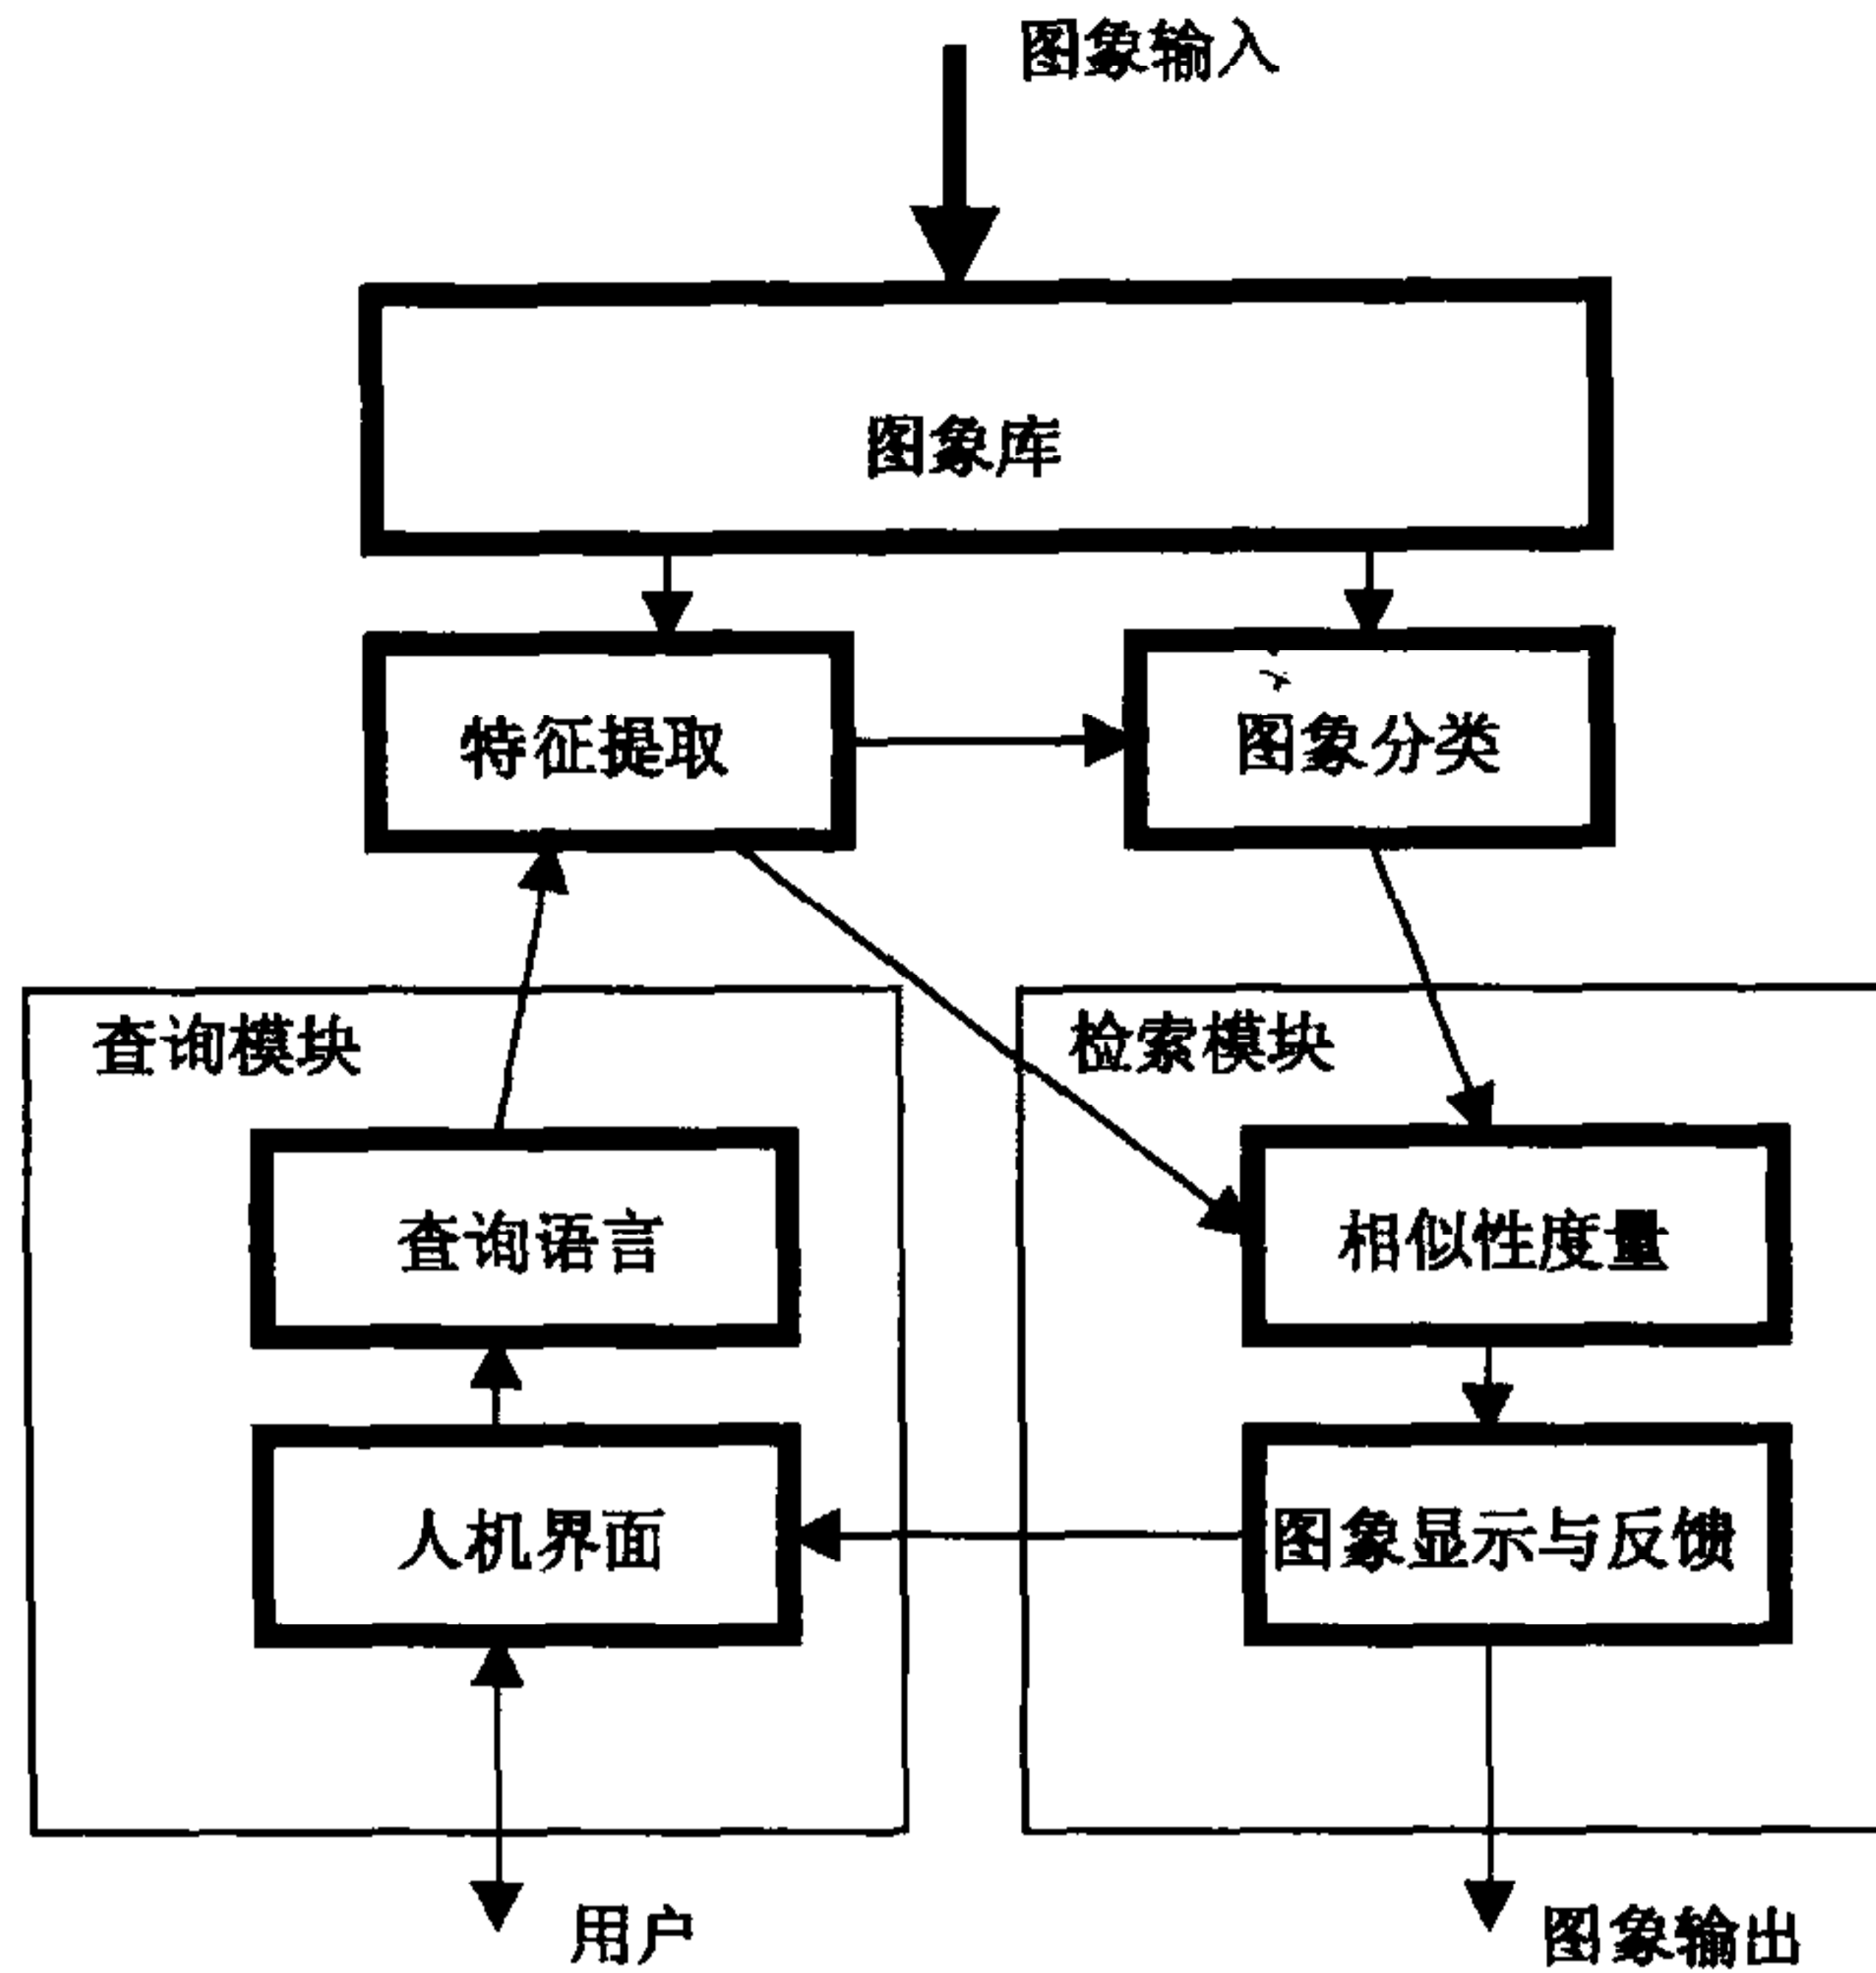 图象输入
图象库
特征提取
图象分类
查询模块
检索模块
查询语言
相似性度量
人机界面
图象显示与反馈
用户
图象输出